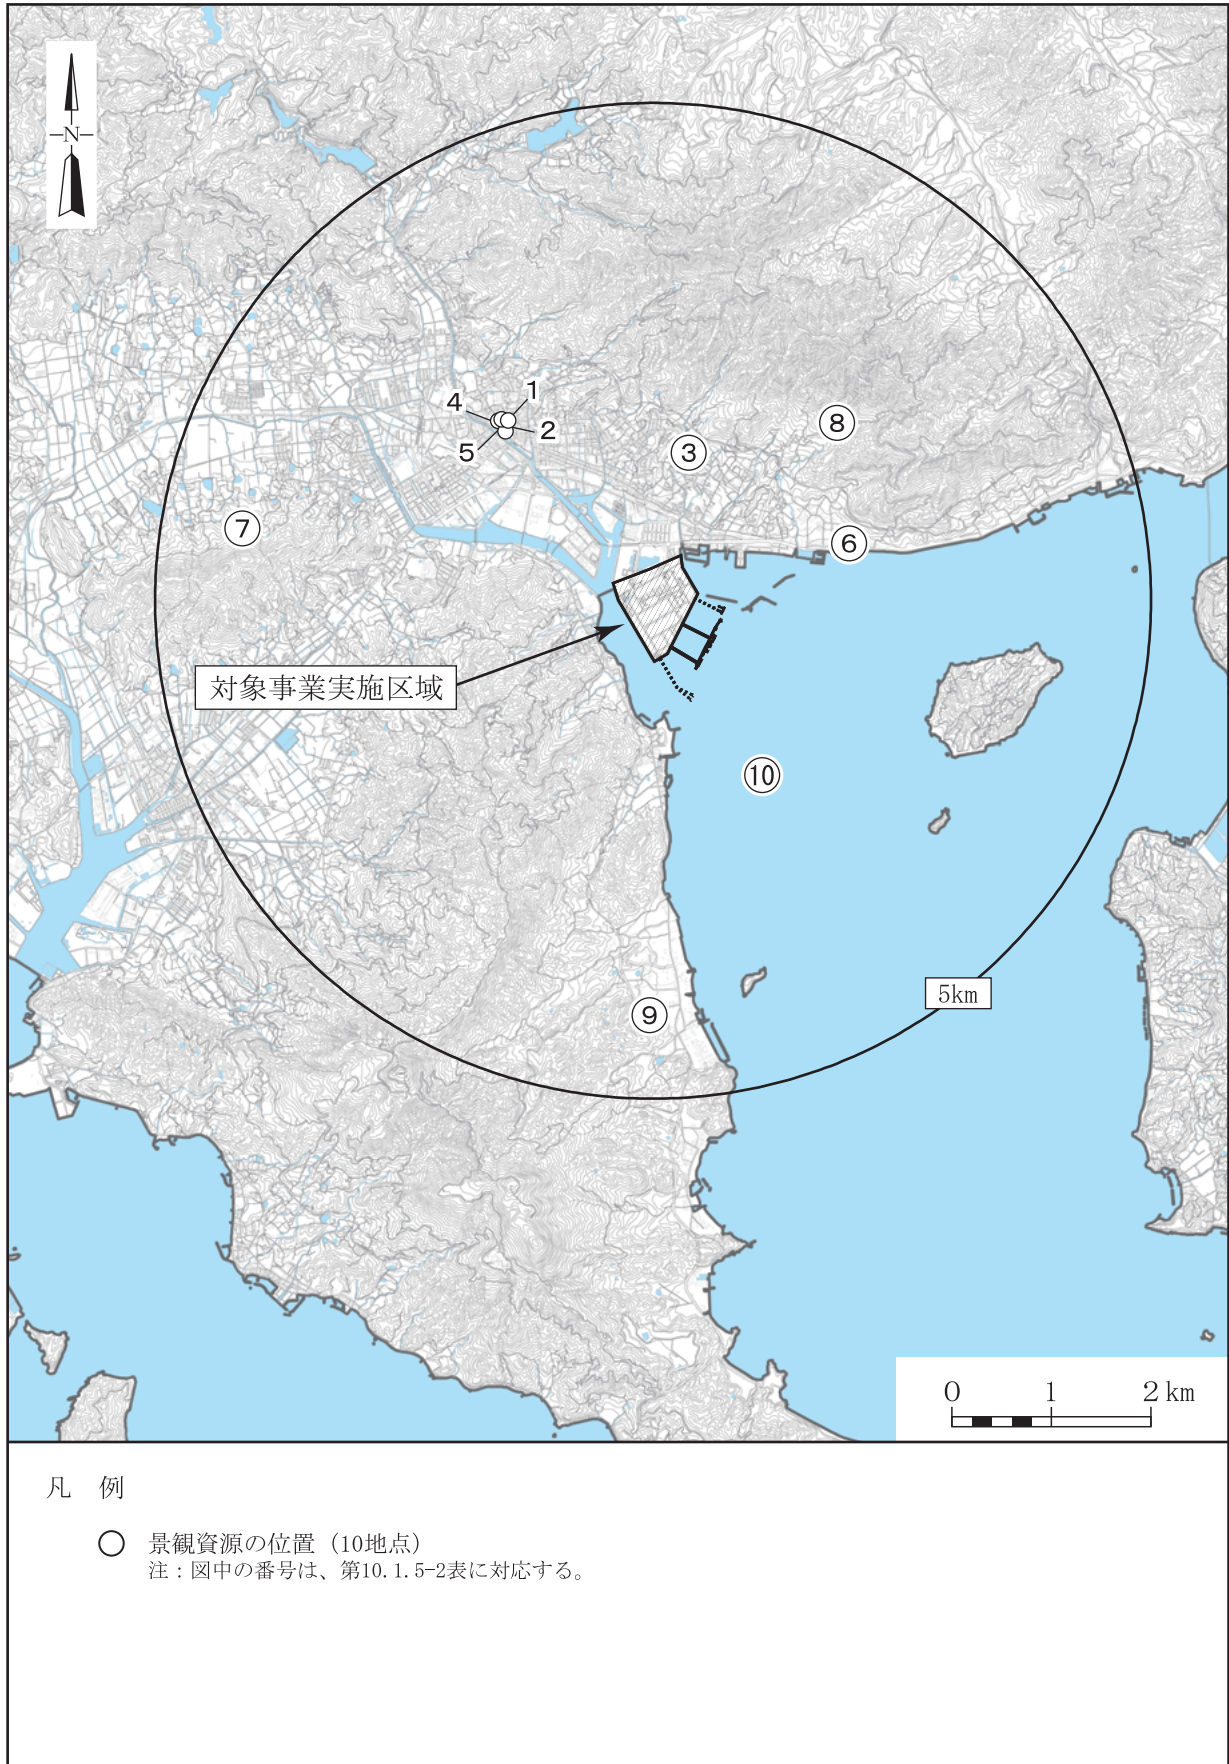 N
1
4
2
5
3
8
7
6
対象事業実施区域
10
5km
9
0 1 2 km
凡 例
景観資源の位置（10地点）
注：図中の番号は、第10.1.5-2表に対応する。